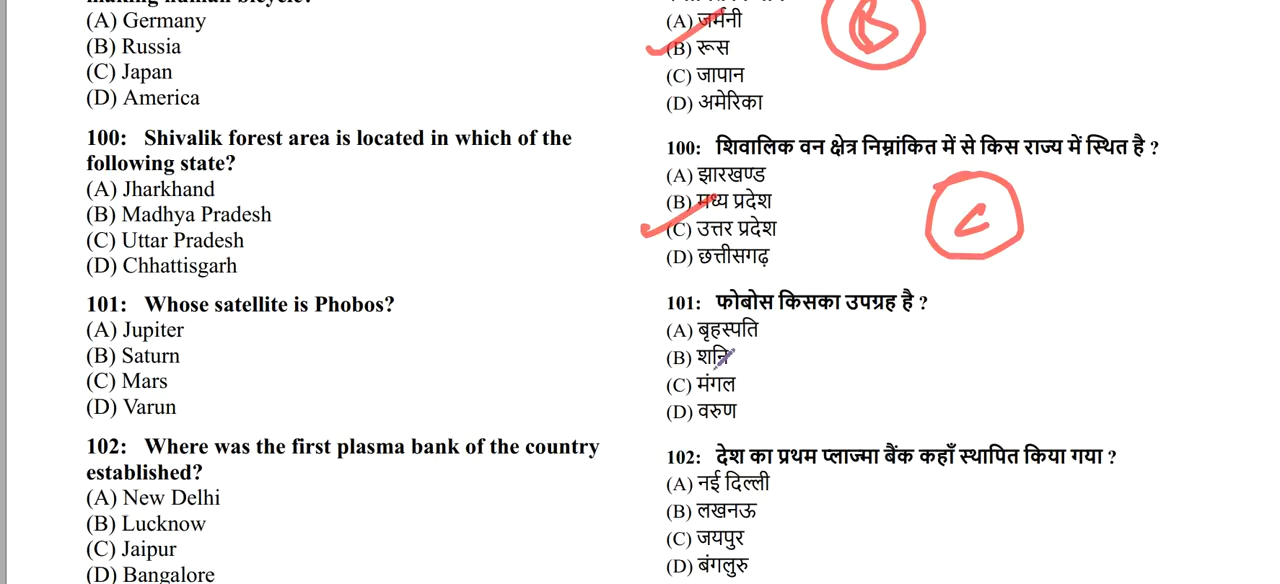 (A) Germany
(B) Russia
(C) Japan
(D) America
100: Shivalik forest area is located in which of the
following state?
(A) Jharkhand
(B) Madhya Pradesh
(C) Uttar Pradesh
(D) Chhattisgarh
101: Whose satellite is Phobos?
(A) Jupiter
(B) Saturn
(C) Mars
(D) Varun
102: Where was the first plasma bank of the country
established?
(A) New Delhi
(B) Lucknow
(C) Jaipur
(D) Bangalore
(A) जर्मनी
(B) रूस
(C) जापान
(D) अमेरिका
B
100: शिवालिक वन क्षेत्र निम्नांकित में से किस राज्य में स्थित है ?
(A) झारखण्ड
(B) मध्य प्रदेश
(C) उत्तर प्रदेश
(D) छत्तीसगढ़
C
101: फोबोस किसका उपग्रह है ?
(A) बृहस्पति
(B) शनि
(C) मंगल
(D) वरुण
102: देश का प्रथम प्लाज्मा बैंक कहाँ स्थापित किया गया ?
(A) नई दिल्ली
(B) लखनऊ
(C) जयपुर
(D) बंगलुरु